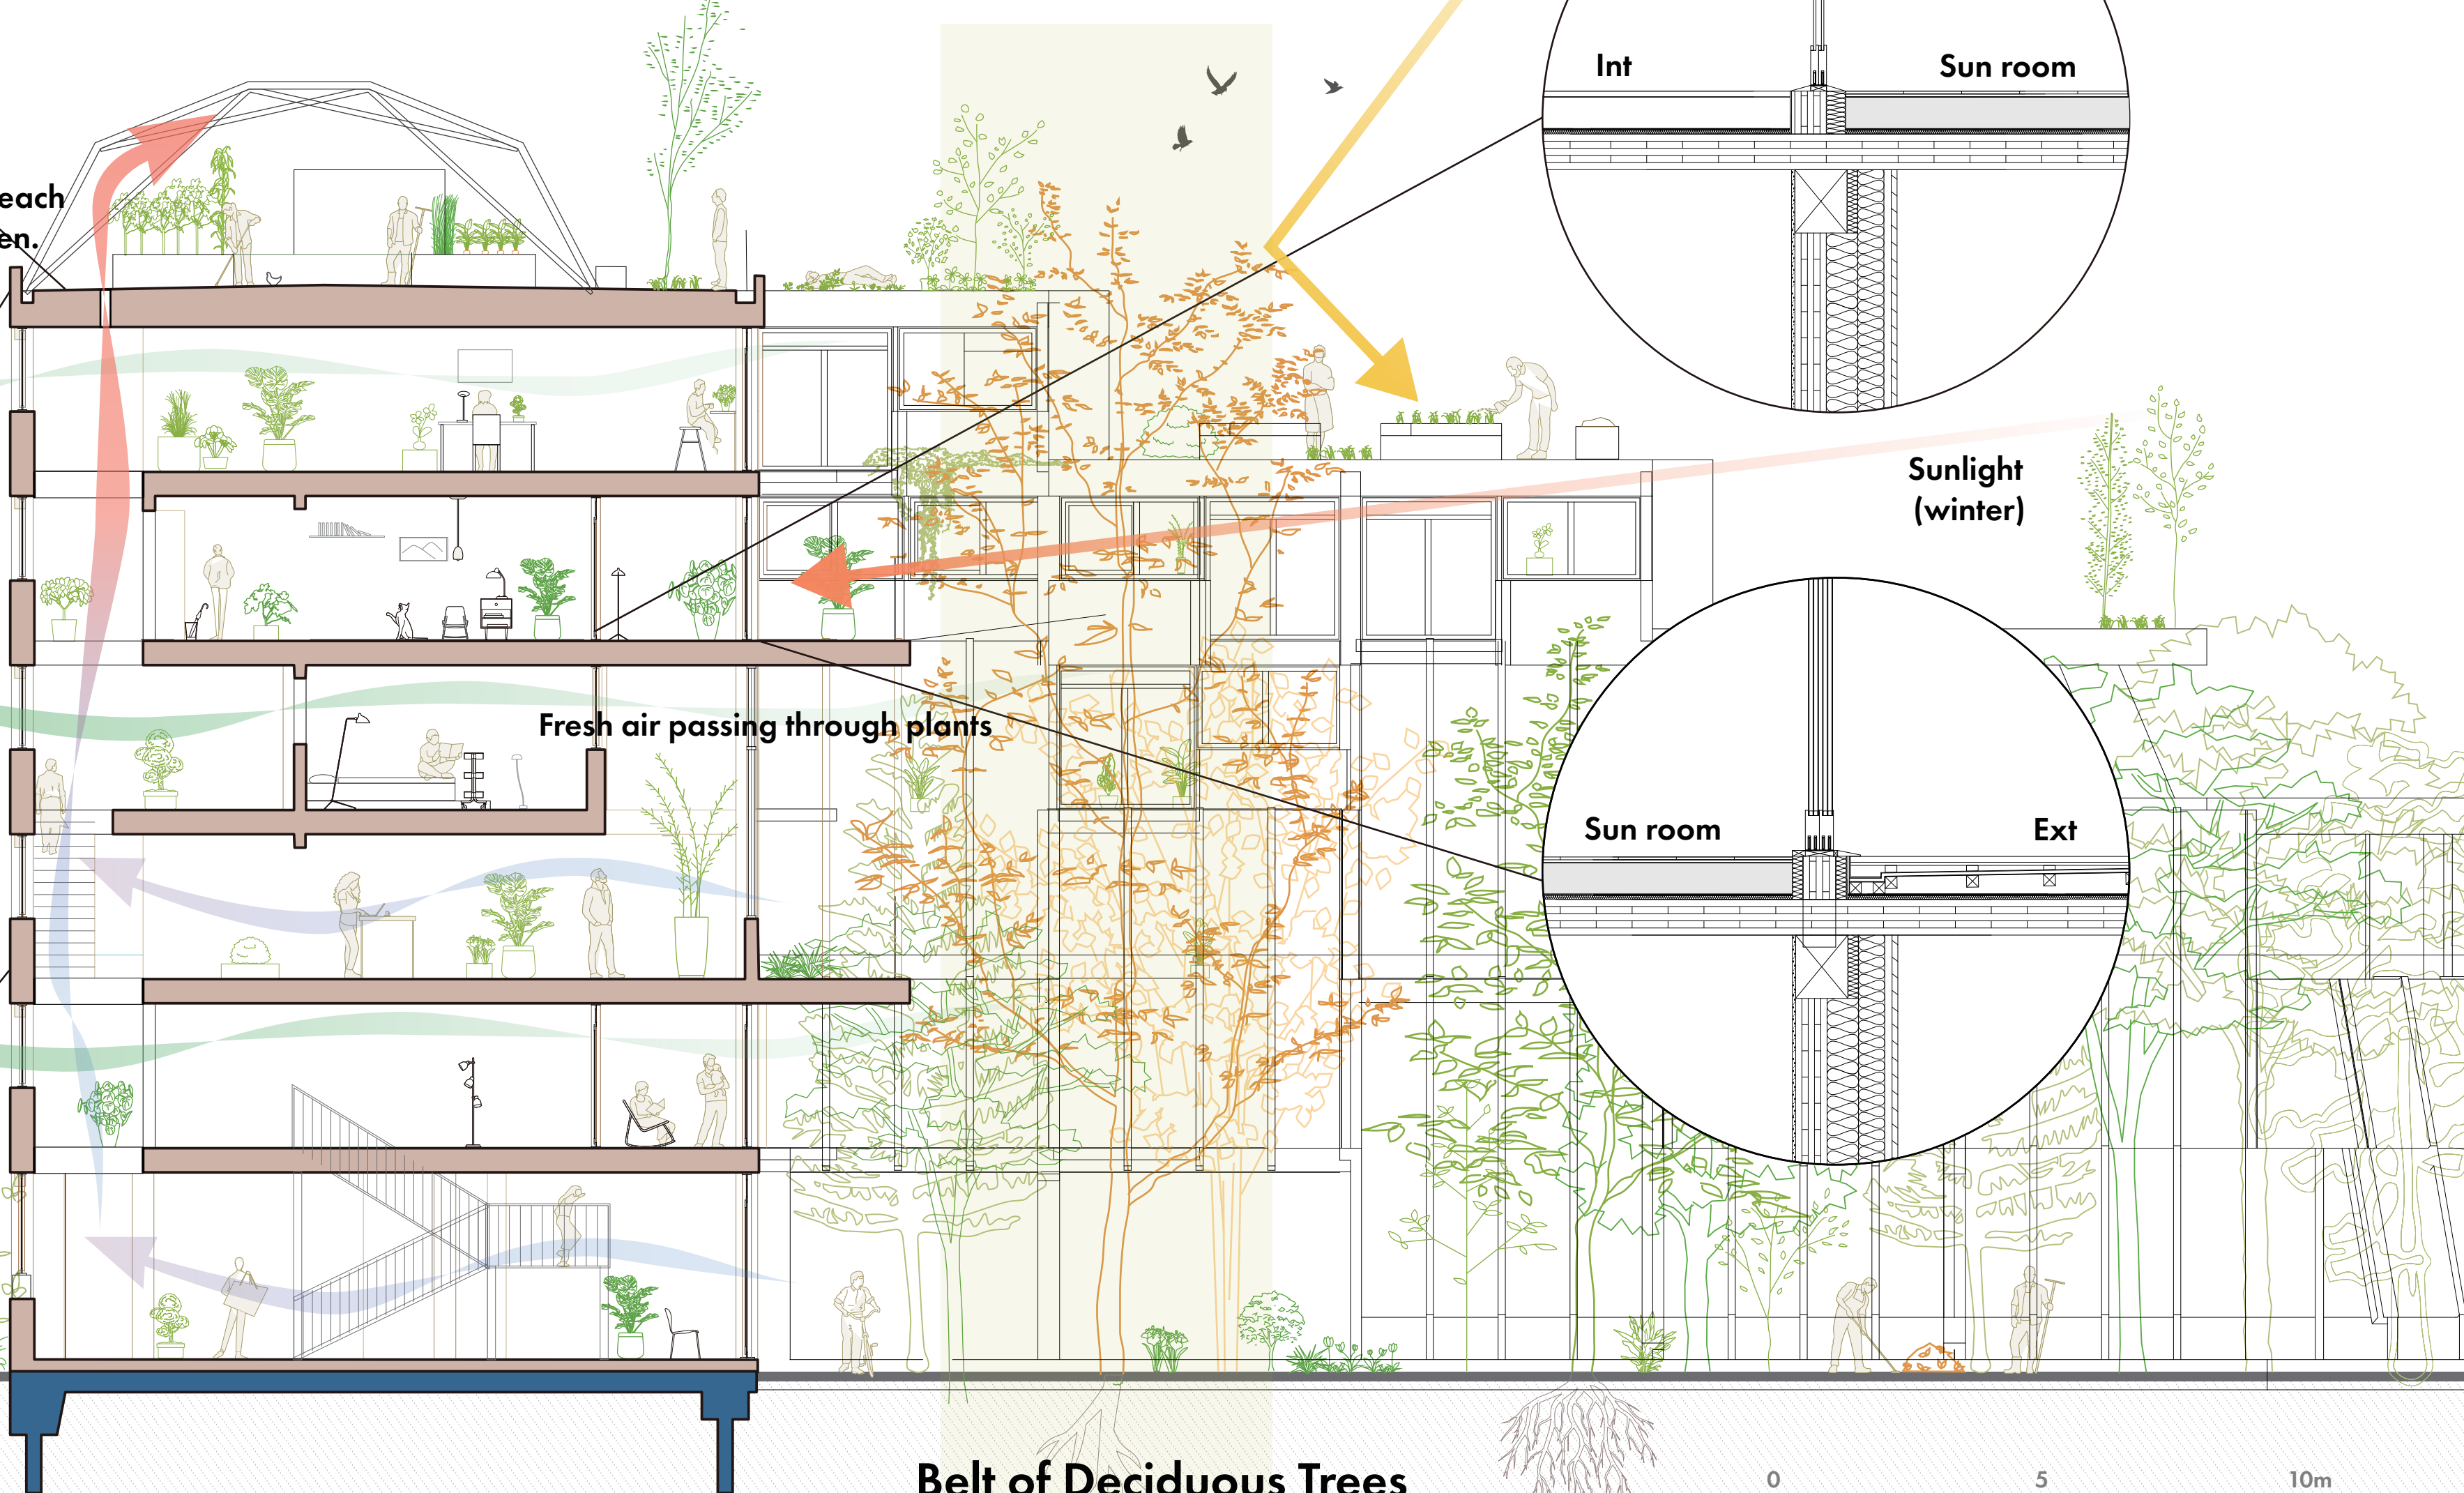 Int
Sun room
each
en.
Sunlight
(winter)
Fresh air passing through plants
Sun room
Ext
Belt of Deciduous Trees
0 5 10m